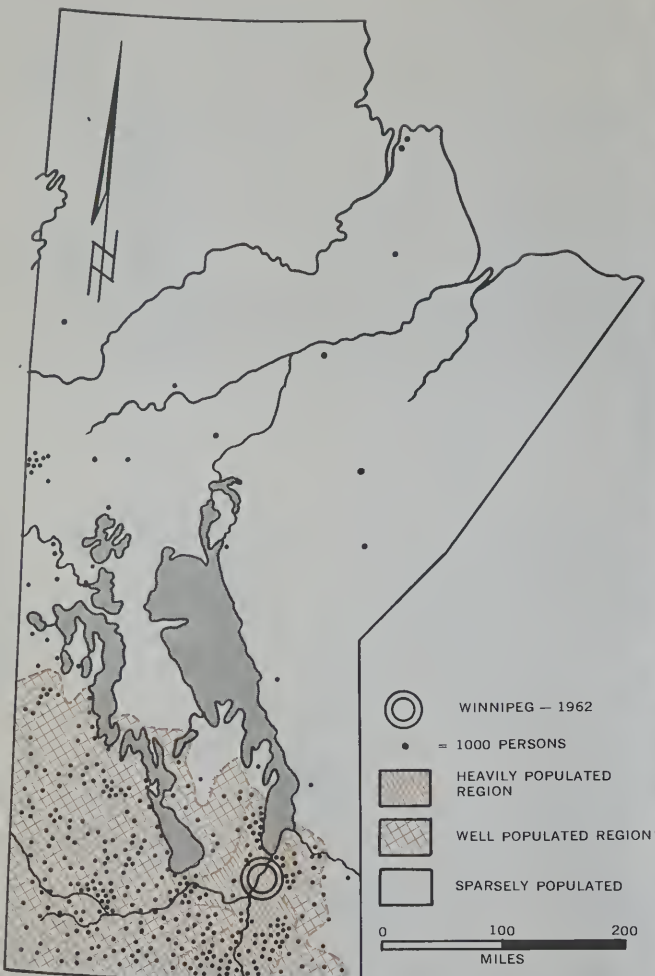 WINNIPEG — 1962
= 1000 PERSONS
HEAVILY POPULATED
REGION
WELL POPULATED REGION
SPARSELY POPULATED
0 100 200
MILES